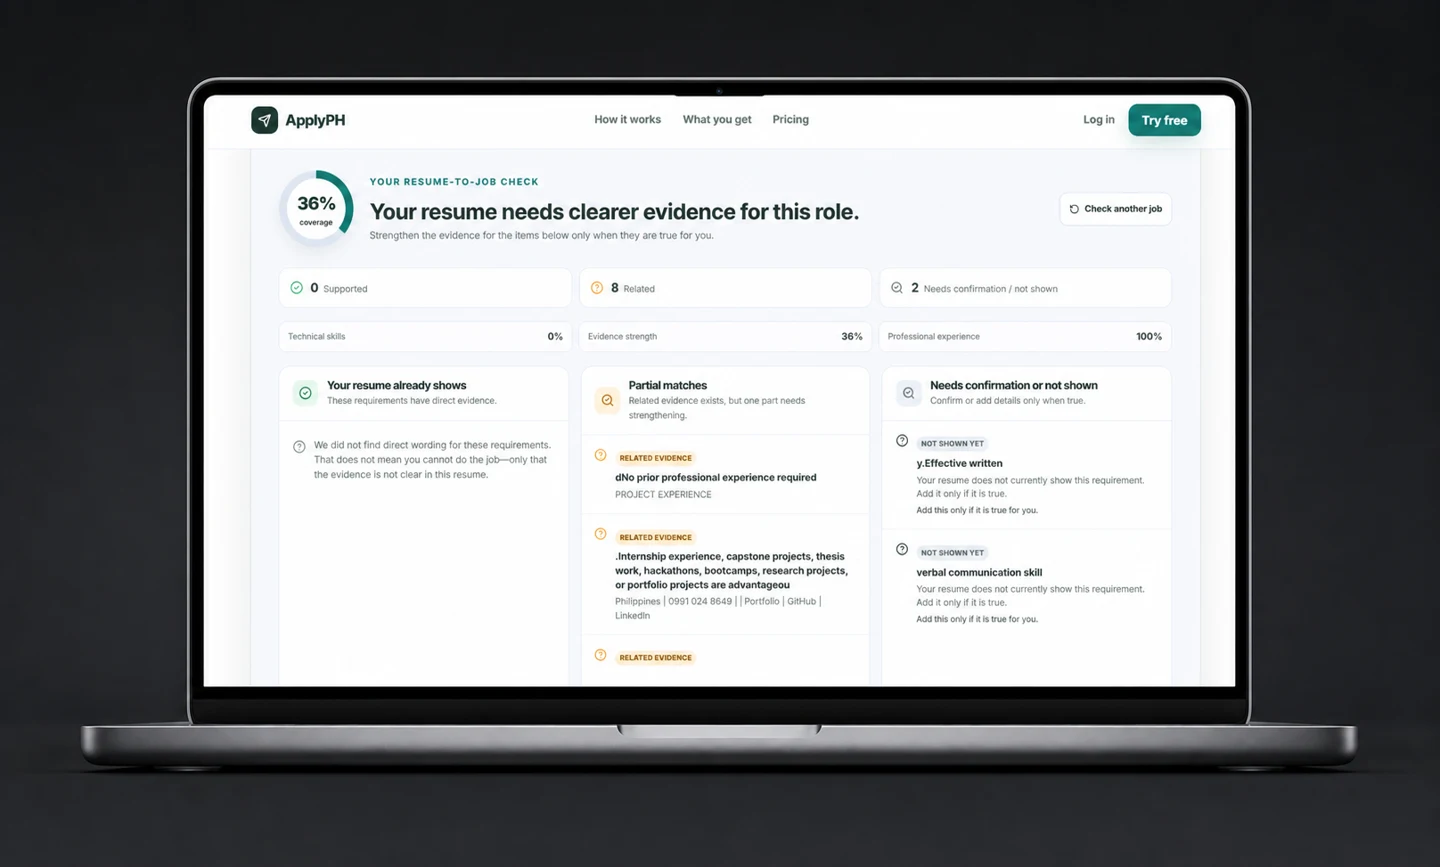 ApplyPH
How it works
What you get
Pricing
Log in
Try free
36%
coverage
YOUR RESUME-TO-JOB CHECK
Your resume needs clearer evidence for this role.
Strengthen the evidence for the items below only when they are true for you.
Check another job
0 Supported
8 Related
2 Needs confirmation / not shown
Technical skills 0%
Evidence strength 36%
Professional experience 100%
Your resume already shows
These requirements have direct evidence.
We did not find direct wording for these requirements.
That does not mean you cannot do the job—only that
the evidence is not clear in this resume.
Partial matches
Related evidence exists, but one part needs
strengthening.
RELATED EVIDENCE
dNo prior professional experience required
PROJECT EXPERIENCE
RELATED EVIDENCE
.Internship experience, capstone projects, thesis
work, hackathons, bootcamps, research projects,
or portfolio projects are advantageou
Philippines | 0991 024 8649 | | Portfolio | GitHub |
LinkedIn
RELATED EVIDENCE
Needs confirmation or not shown
Confirm or add details only when true.
NOT SHOWN YET
y.Effective written
Your resume does not currently show this requirement.
Add it only if it is true.
Add this only if it is true for you.
NOT SHOWN YET
verbal communication skill
Your resume does not currently show this requirement.
Add it only if it is true.
Add this only if it is true for you.